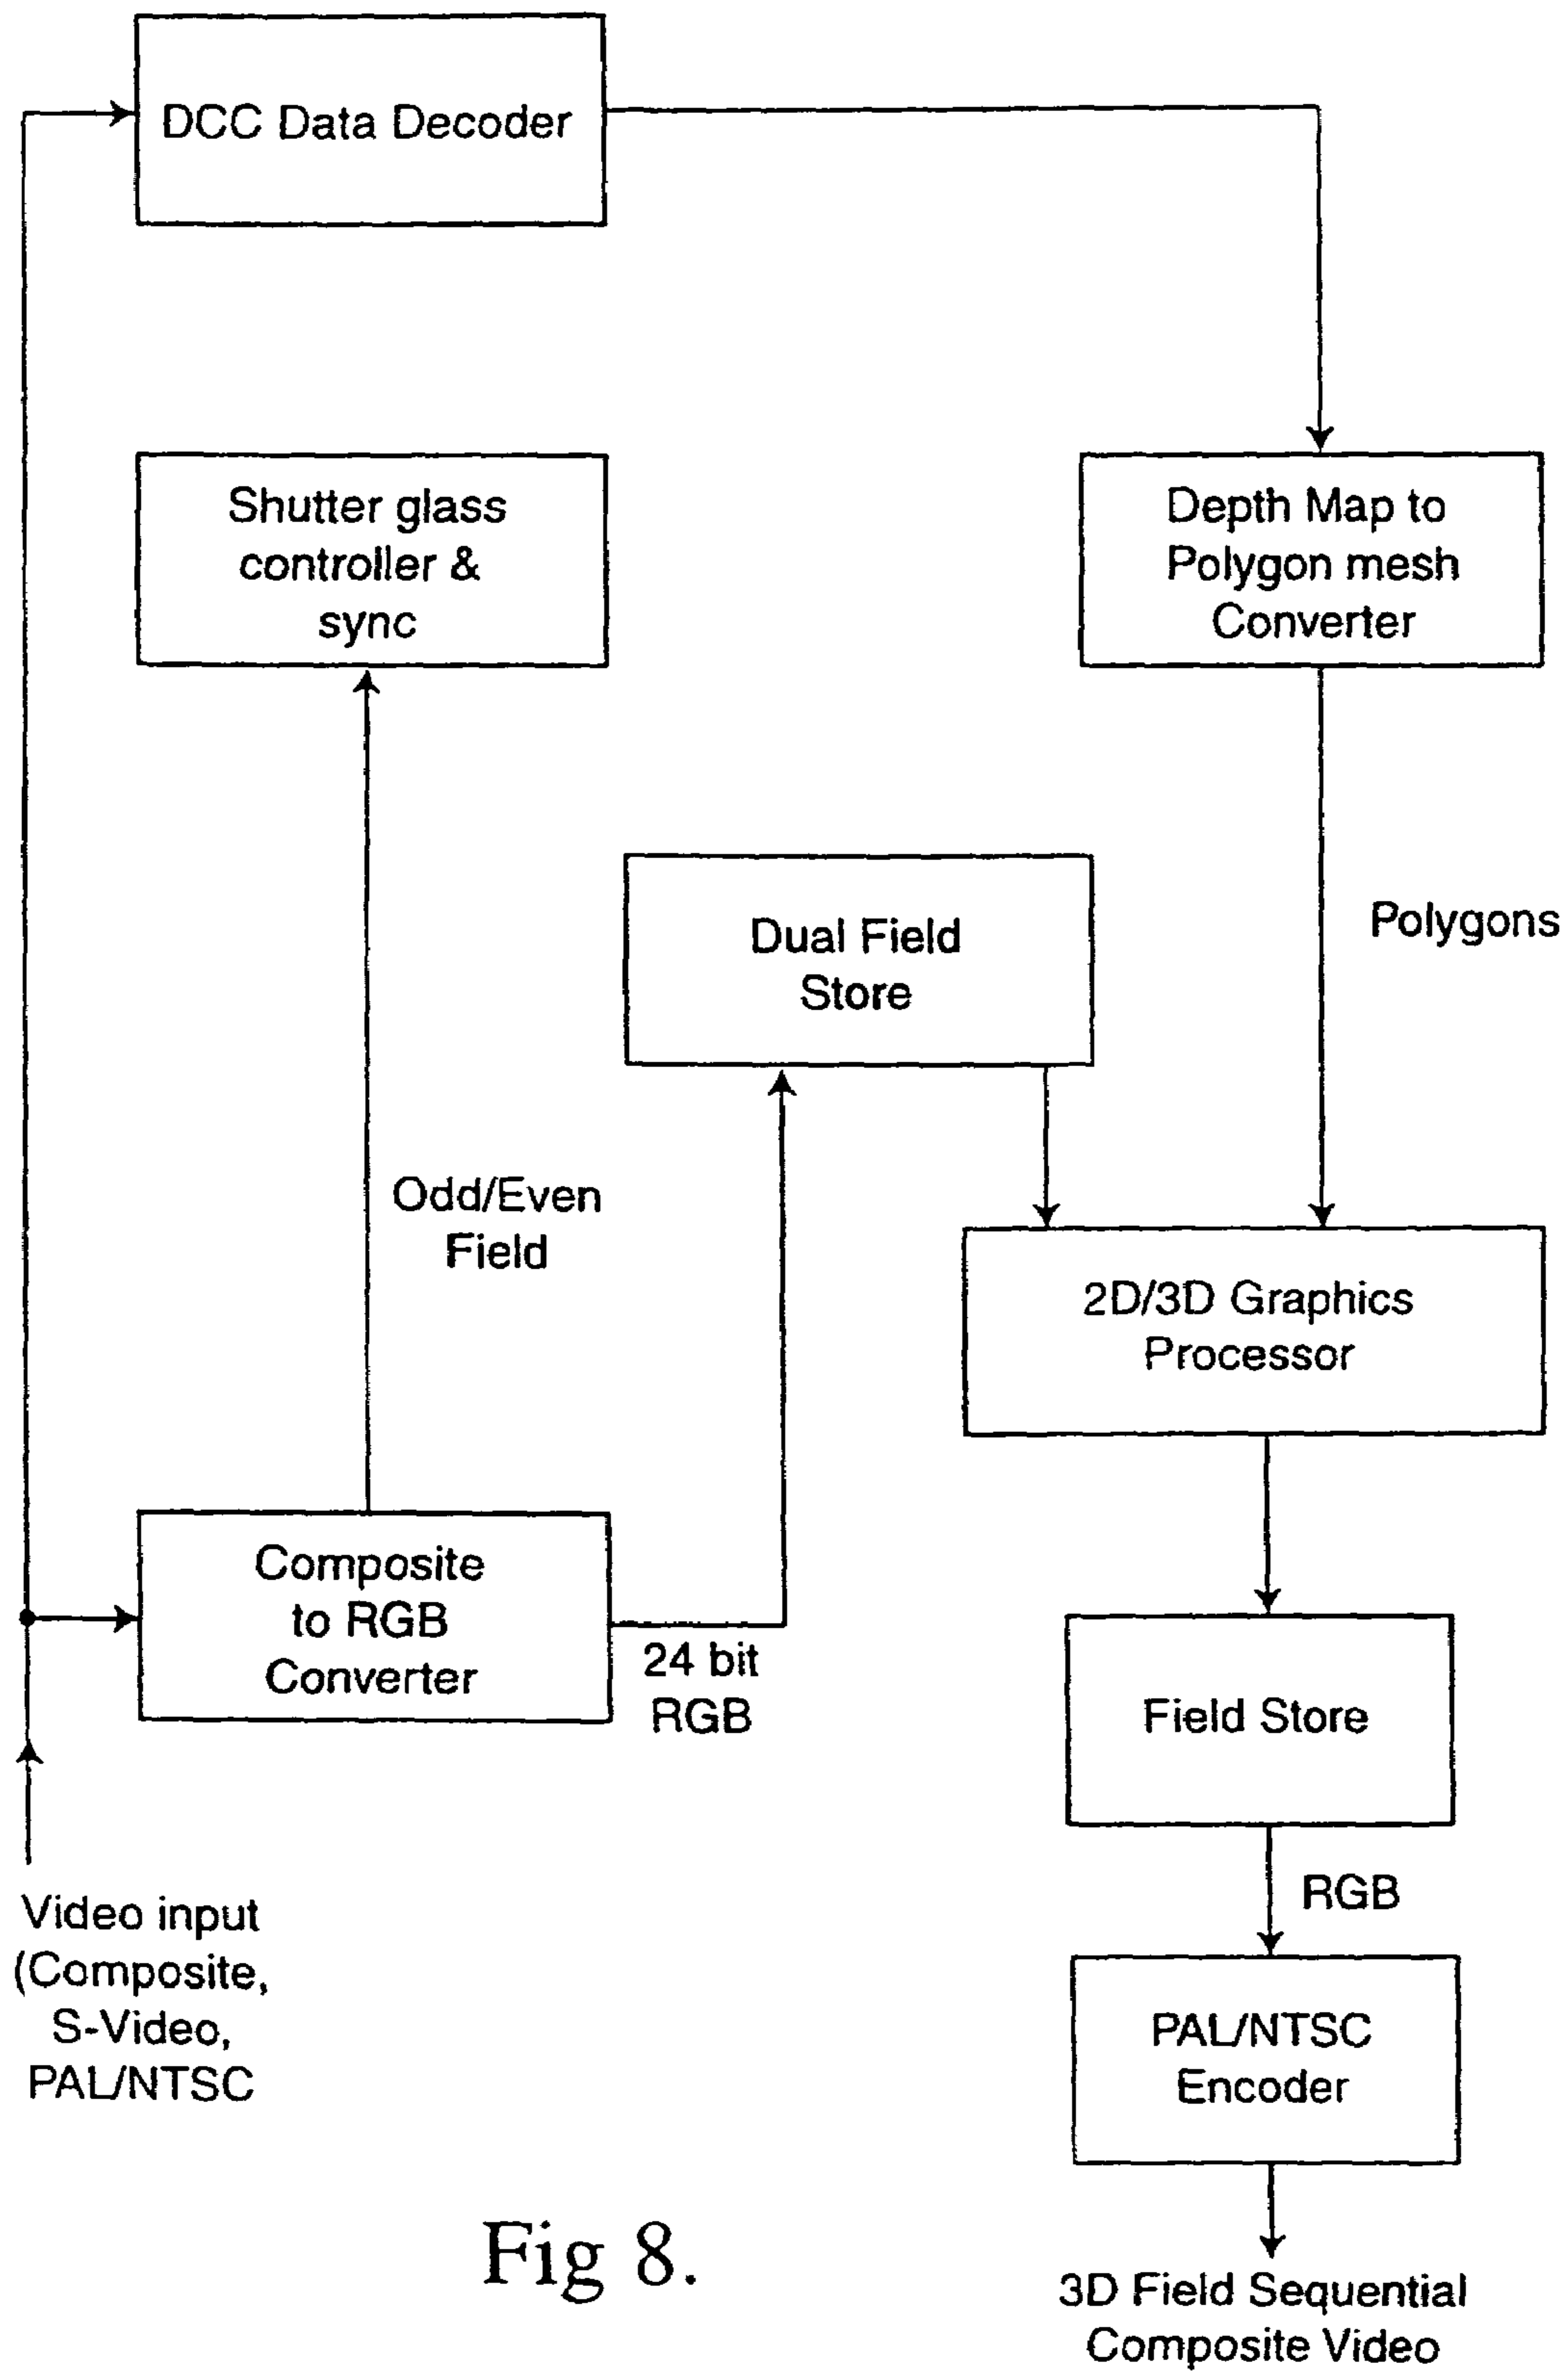 DCC Data Decoder
Shutter glass
controller &
sync
Depth Map to
Polygon mesh
Converter
Dual Field
Store
Polygons
Odd/Even
Field
2D/3D Graphics
Processor
Composite
to RGB
Converter
24 bit
RGB
Field Store
RGB
Video input
(Composite,
S-Video,
PAL/NTSC
PAL/NTSC
Encoder
Fig 8.
3D Field Sequential
Composite Video